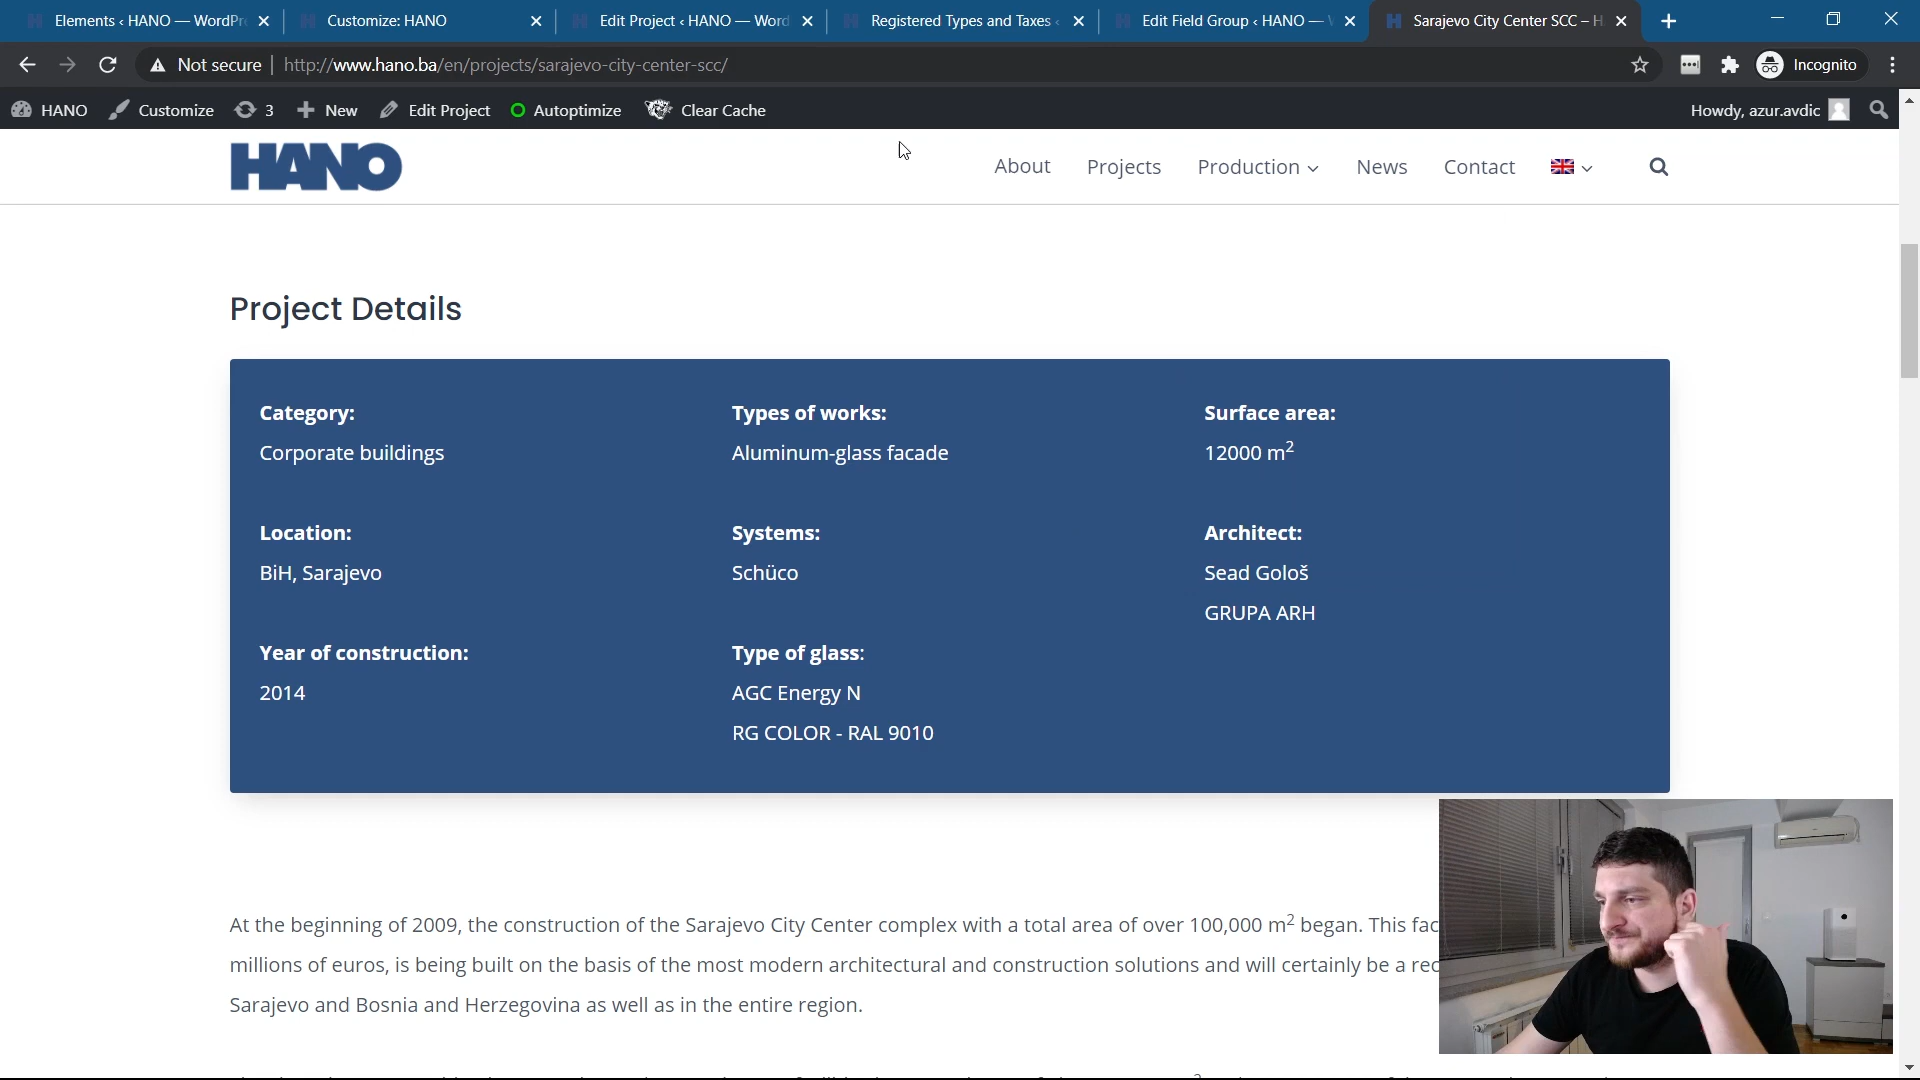 Elements ‹ HANO — WordPr
Customize: HANO
Edit Project ‹ HANO — Word
Registered Types and Taxes ‹
Edit Field Group ‹ HANO —
Sarajevo City Center SCC – H
Not secure
http://www.hano.ba/en/projects/sarajevo-city-center-scc/
Incognito
HANO
Customize
3
New
Edit Project
Autoptimize
Clear Cache
Howdy, azur.avdic
HANO
About
Projects
Production
News
Contact
Project Details
Category:
Corporate buildings
Location:
BiH, Sarajevo
Year of construction:
2014
Types of works:
Aluminum-glass facade
Systems:
Schüco
Type of glass:
AGC Energy N
RG COLOR - RAL 9010
Surface area:
12000 m²
Architect:
Sead Gološ
GRUPA ARH
At the beginning of 2009, the construction of the Sarajevo City Center complex with a total area of over 100,000 m² began. This fac
millions of euros, is being built on the basis of the most modern architectural and construction solutions and will certainly be a rec
Sarajevo and Bosnia and Herzegovina as well as in the entire region.